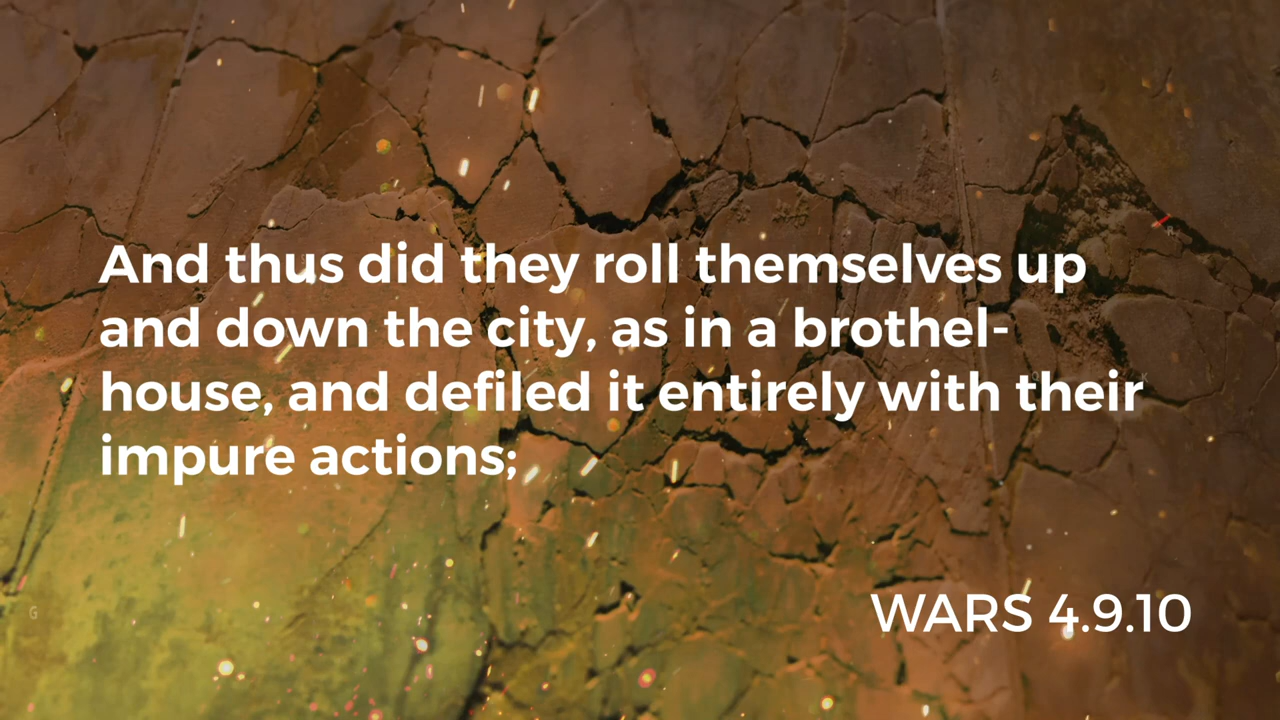 And thus did they roll themselves up
and down the city, as in a brothel-
house, and defiled it entirely with their
impure actions;
WARS 4.9.10
R
G